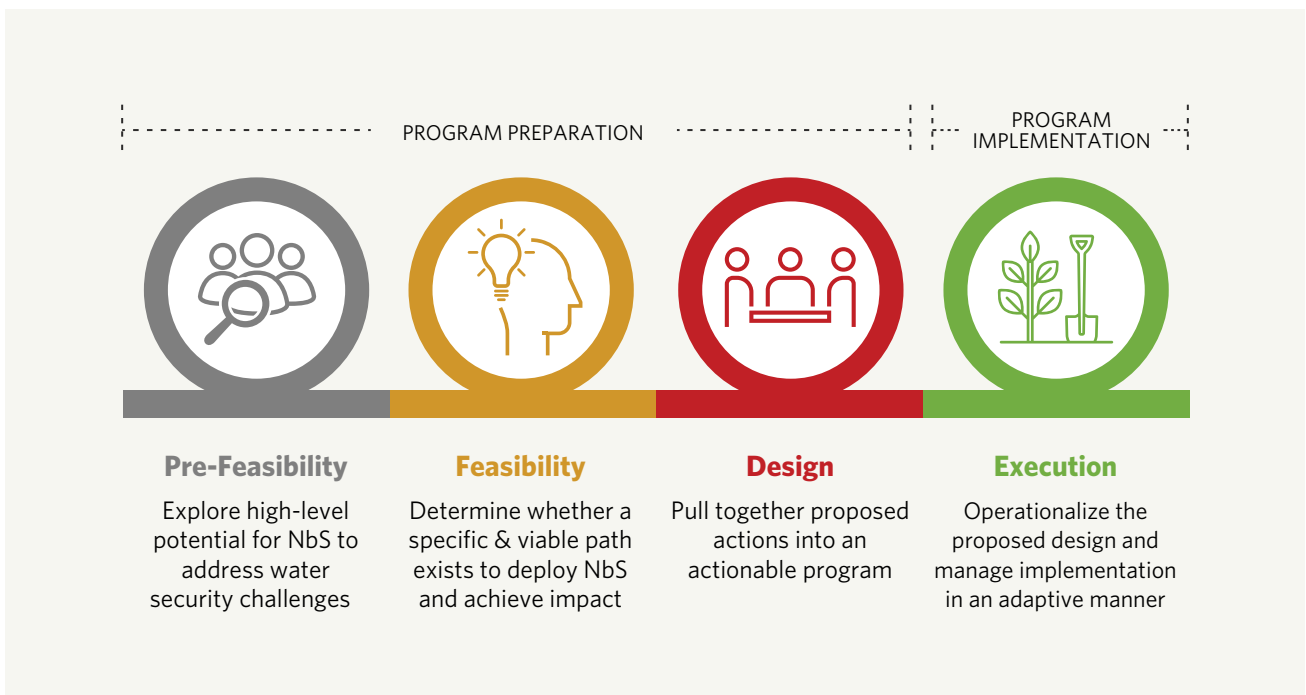 PROGRAM PREPARATION
PROGRAM
IMPLEMENTATION
Pre-Feasibility
Explore high-level
potential for NbS to
address water
security challenges
Feasibility
Determine whether a
specific & viable path
exists to deploy NbS
and achieve impact
Design
Pull together proposed
actions into an
actionable program
Execution
Operationalize the
proposed design and
manage implementation
in an adaptive manner